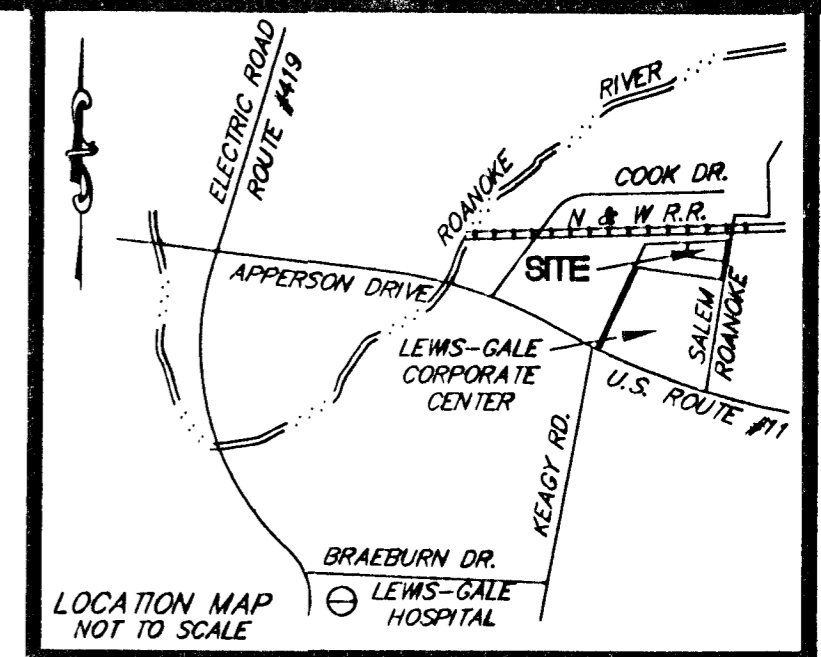 ELECTRIC ROAD
ROUTE #419
RIVER
ROANOKE
COOK DR.
N & W R.R.
SITE
APPERSON DRIVE
SALEM
ROANOKE
LEWIS-GALE
CORPORATE
CENTER
U.S. ROUTE #11
KEAGY RD.
BRAEBURN DR.
LEWIS-GALE
HOSPITAL
LOCATION MAP
NOT TO SCALE